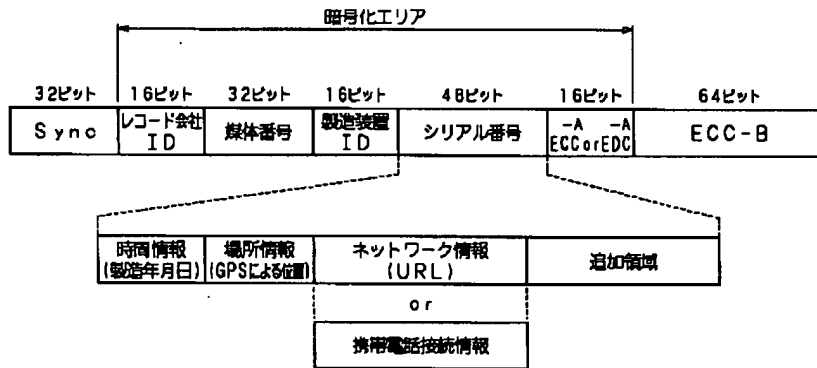 暗号化エリア
32ビット 16ビット 32ビット 16ビット 48ビット 16ビット 64ビット
Sync
レコード会社
ID
媒体番号
製造装置
ID
シリアル番号
-A -A
ECCorEDC
ECC-B
時間情報
(製造年月日)
場所情報
(GPSによる位置)
ネットワーク情報
(URL)
追加領域
or
携帯電話接続情報